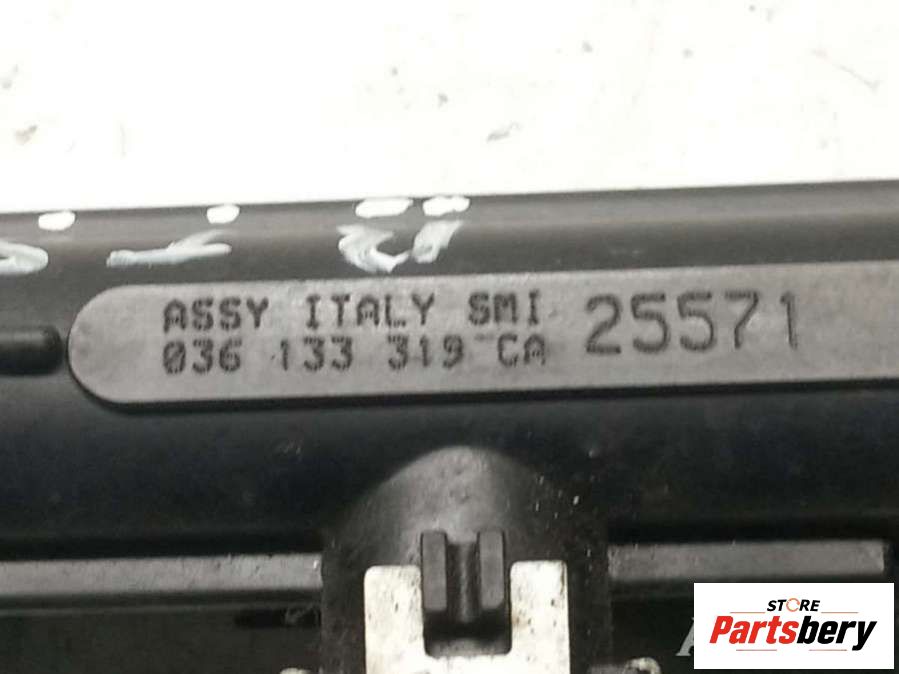 ASSY ITALY SMI 25571
036 133 319 CA
STORE
Partsbery